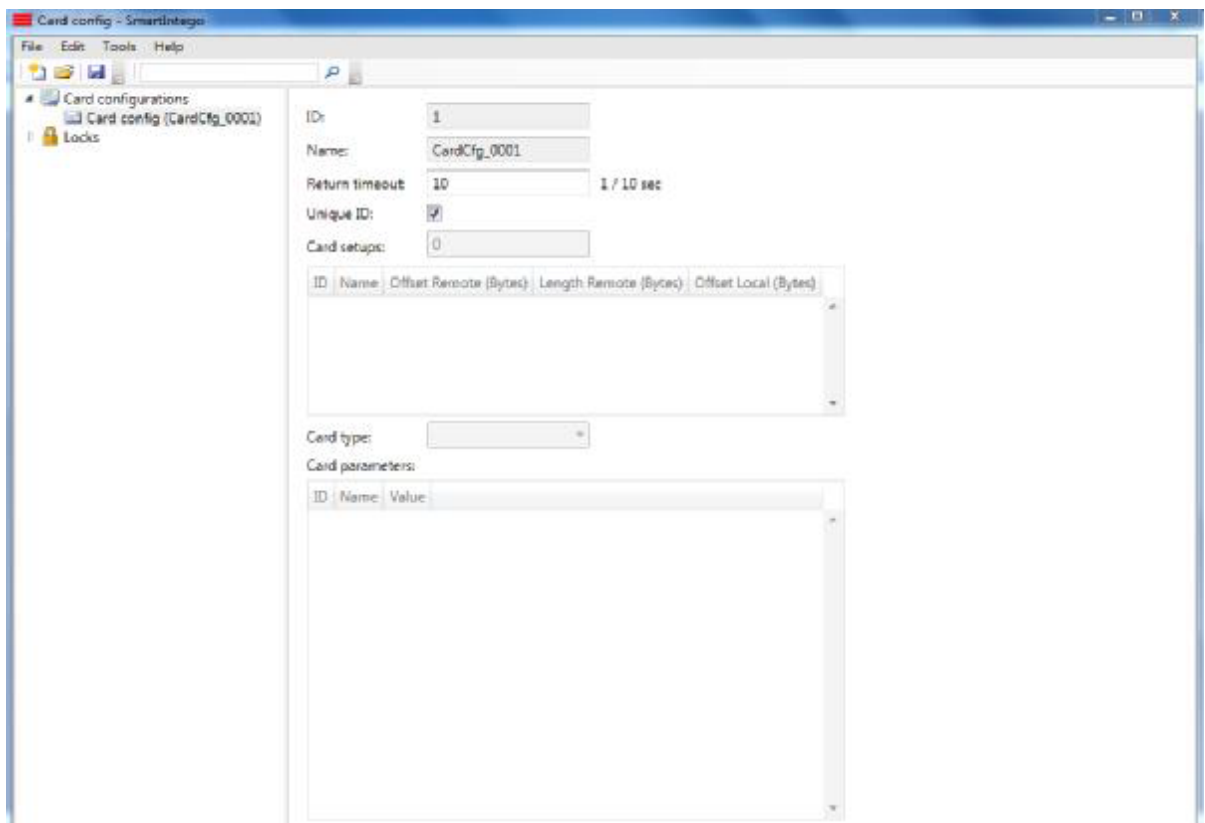 Card config - SmartIntego
File Edit Tools Help
Card configurations
Card config (CardCfg_0001)
Locks
ID: 1
Name: CardCfg_0001
Return timeout: 10 1 / 10 sec
Unique ID:
Card setups: 0
ID Name Offset Remote (Bytes) Length Remote (Bytes) Offset Local (Bytes)
Card type:
Card parameters:
ID Name Value